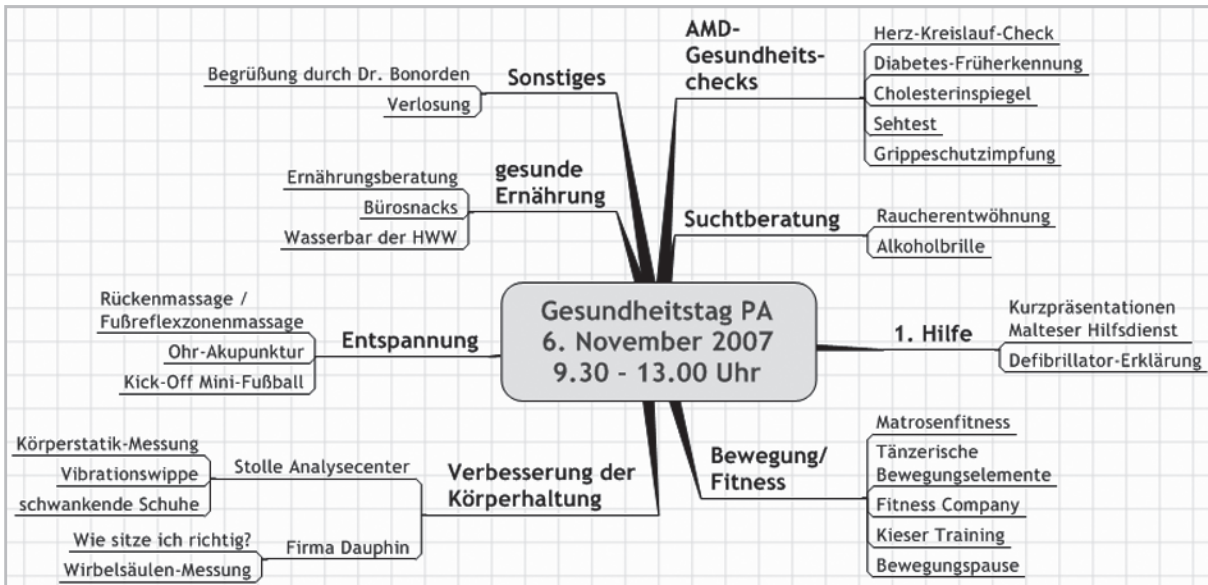 Gesundheitstag PA
6. November 2007
9.30 - 13.00 Uhr
AMD-
Gesundheits-
checks
Herz-Kreislauf-Check
Diabetes-Früherkennung
Cholesterinspiegel
Sehtest
Grippeschutzimpfung
Suchtberatung
Raucherentwöhnung
Alkoholbrille
1. Hilfe
Kurzpräsentationen
Malteser Hilfsdienst
Defibrillator-Erklärung
Bewegung/
Fitness
Matrosenfitness
Tänzerische
Bewegungselemente
Fitness Company
Kieser Training
Bewegungspause
Sonstiges
Begrüßung durch Dr. Bonorden
Verlosung
gesunde
Ernährung
Ernährungsberatung
Bürosnacks
Wasserbar der HWW
Entspannung
Rückenmassage /
Fußreflexzonenmassage
Ohr-Akupunktur
Kick-Off Mini-Fußball
Verbesserung der
Körperhaltung
Stolle Analysecenter
Körperstatik-Messung
Vibrationswippe
schwankende Schuhe
Firma Dauphin
Wie sitze ich richtig?
Wirbelsäulen-Messung